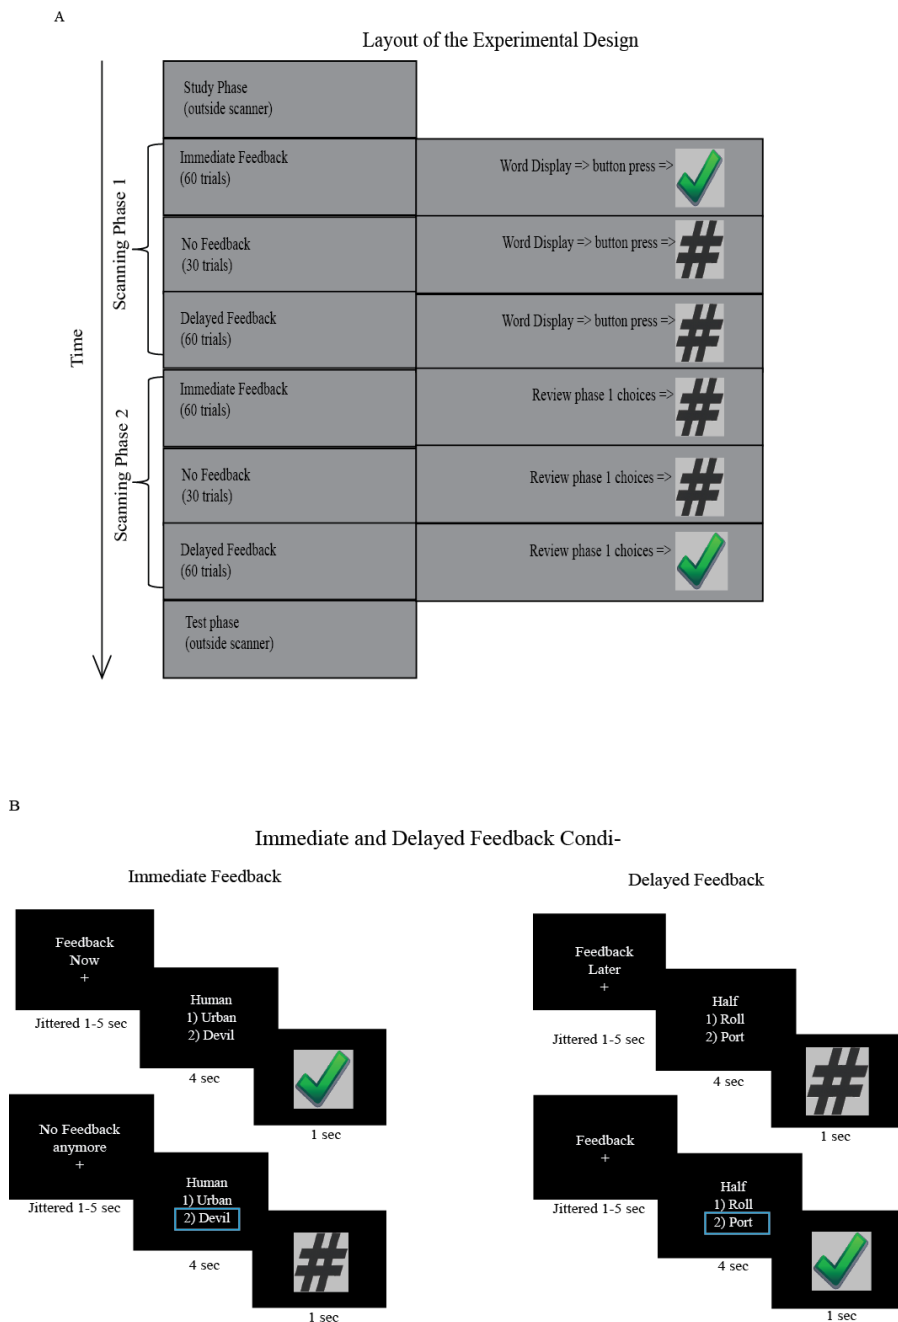 A
Layout of the Experimental Design
Time
Scanning Phase 1
Scanning Phase 2
Study Phase
(outside scanner)
Immediate Feedback
(60 trials)
Word Display => button press =>
No Feedback
(30 trials)
Word Display => button press =>
#
Delayed Feedback
(60 trials)
Word Display => button press =>
#
Immediate Feedback
(60 trials)
Review phase 1 choices =>
#
No Feedback
(30 trials)
Review phase 1 choices =>
#
Delayed Feedback
(60 trials)
Review phase 1 choices =>
Test phase
(outside scanner)
B
Immediate and Delayed Feedback Condi-
Immediate Feedback
Feedback
Now
+
Jittered 1-5 sec
Human
1) Urban
2) Devil
4 sec
1 sec
No Feedback
anymore
+
Jittered 1-5 sec
Human
1) Urban
2) Devil
4 sec
#
1 sec
Delayed Feedback
Feedback
Later
+
Jittered 1-5 sec
Half
1) Roll
2) Port
4 sec
#
1 sec
Feedback
+
Jittered 1-5 sec
Half
1) Roll
2) Port
4 sec
1 sec